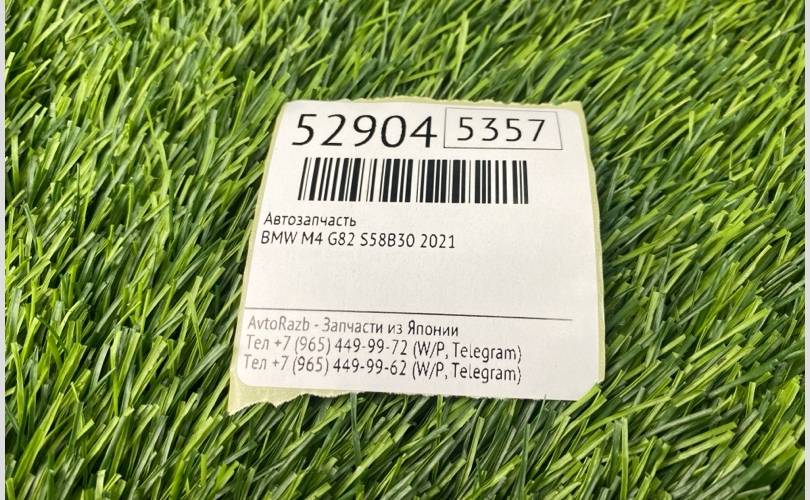 52904 5357
Автозапчасть
BMW M4 G82 S58B30 2021
AvtoRazb - Запчасти из Японии
Тел +7 (965) 449-99-72 (W/P, Telegram)
Тел +7 (965) 449-99-62 (W/P, Telegram)